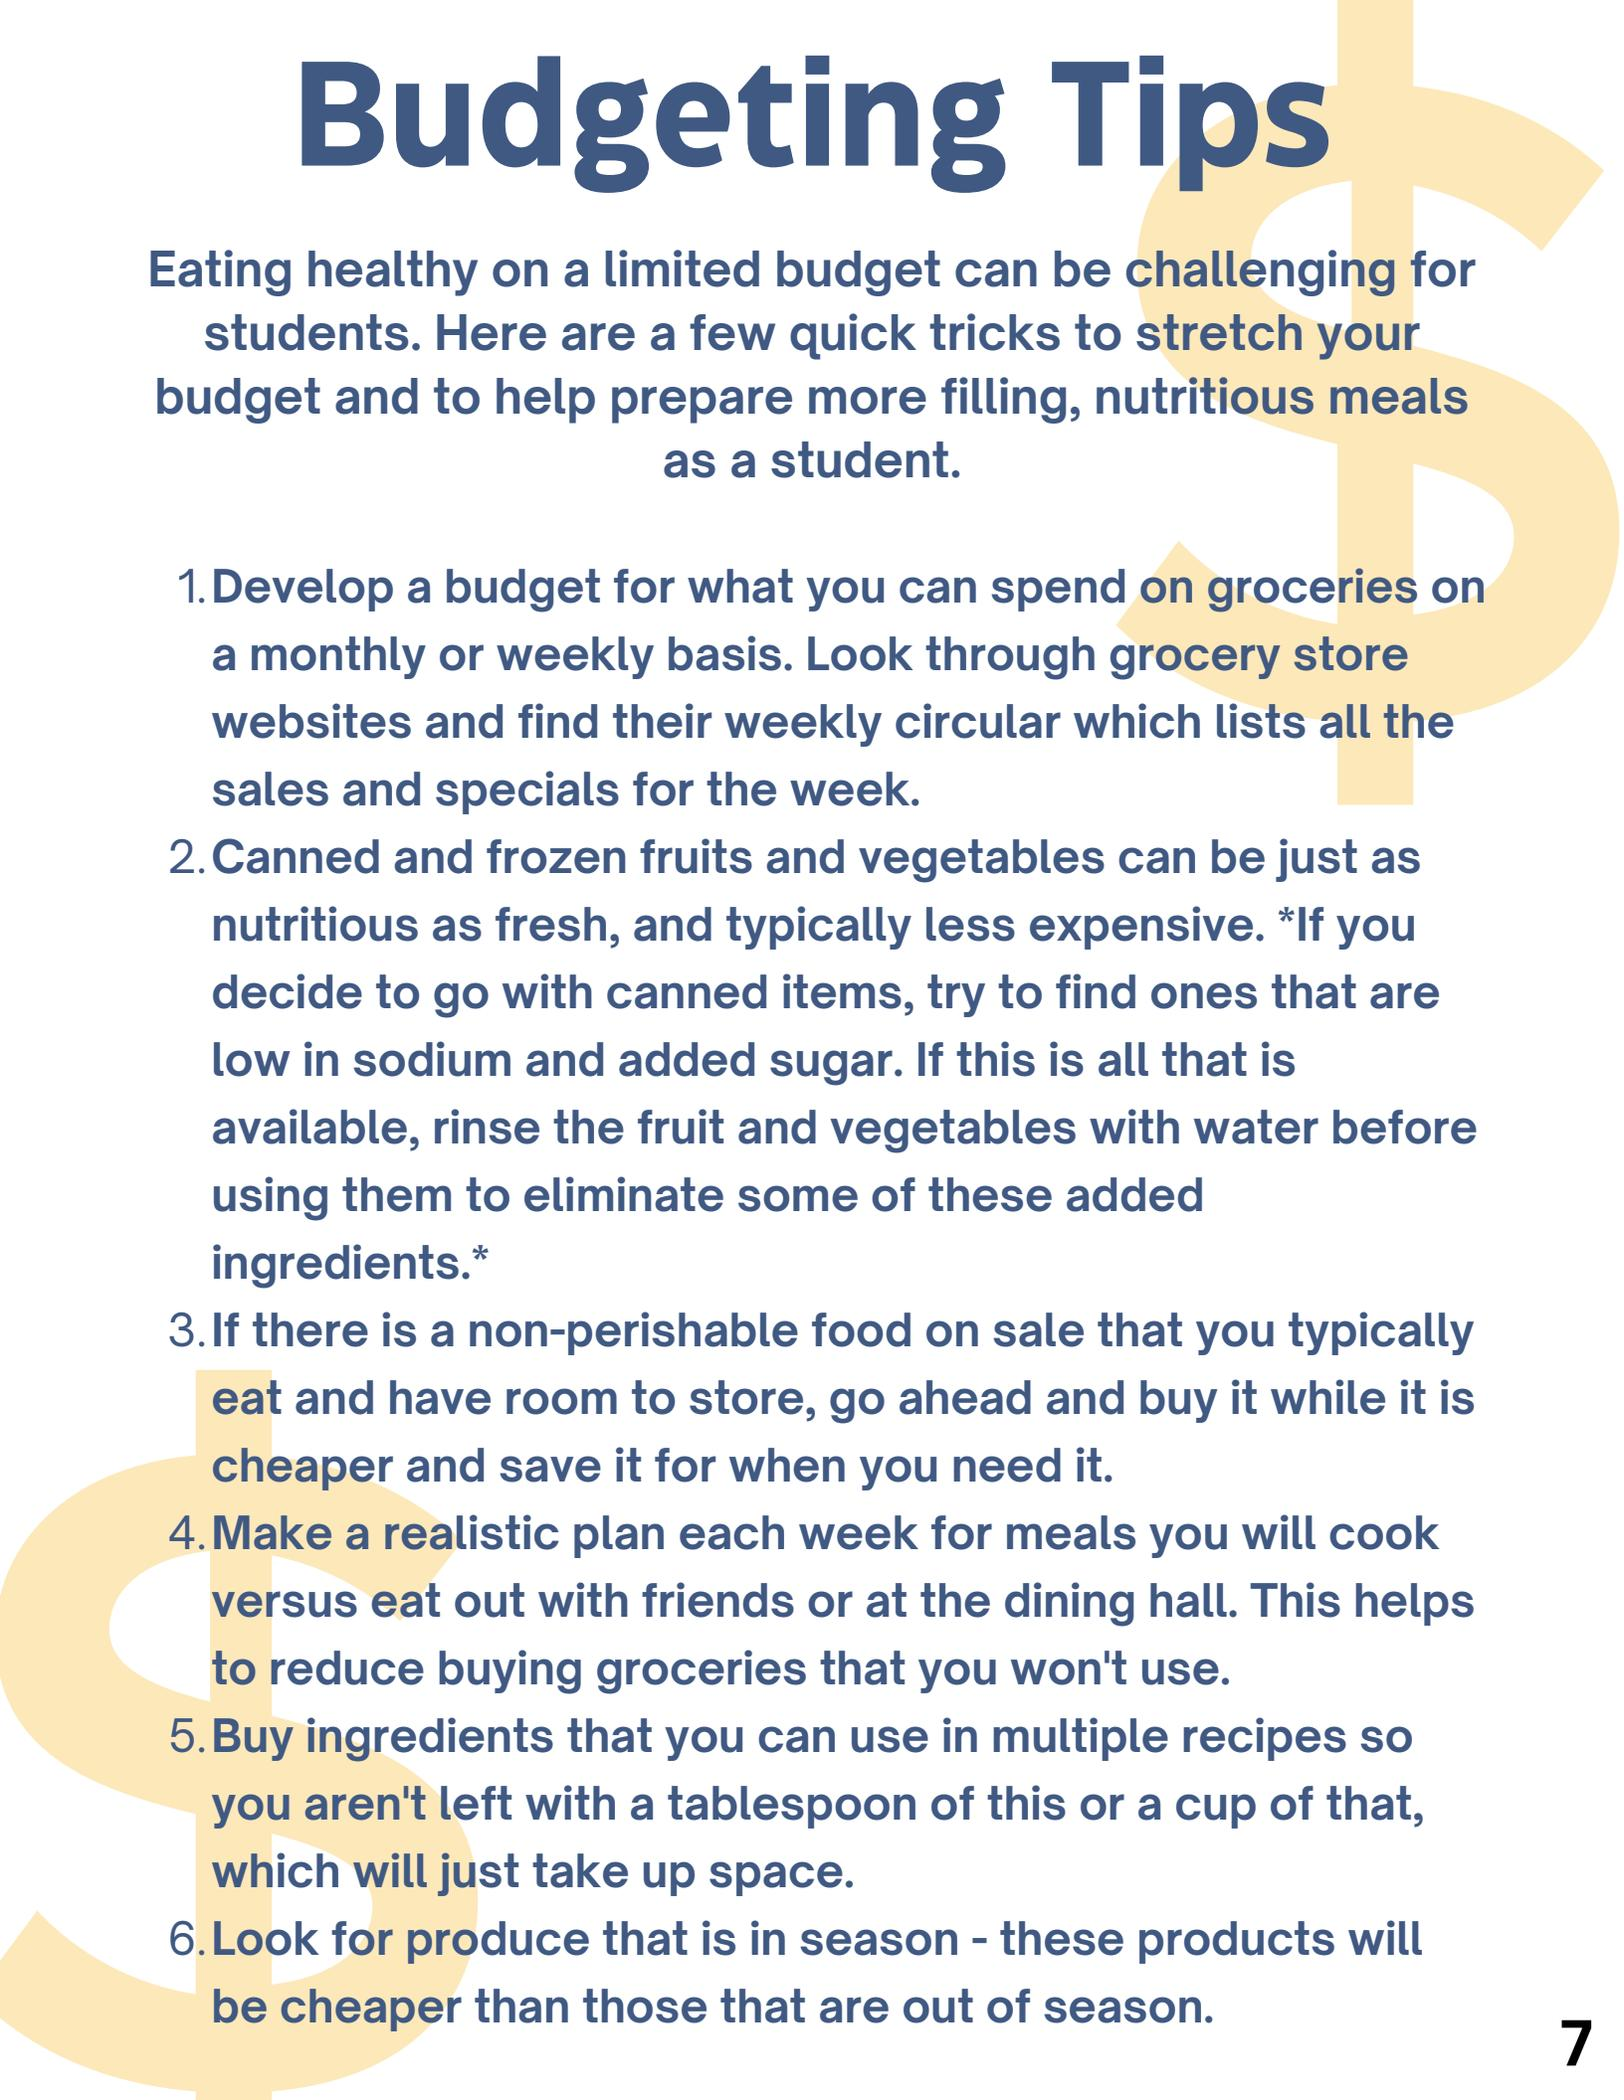 Budgeting Tips
Eating healthy on a limited budget can be challenging for
students. Here are a few quick tricks to stretch your
budget and to help prepare more filling, nutritious meals
as a student.
1. Develop a budget for what you can spend on groceries on
a monthly or weekly basis. Look through grocery store
websites and find their weekly circular which lists all the
sales and specials for the week.
2. Canned and frozen fruits and vegetables can be just as
nutritious as fresh, and typically less expensive. *If you
decide to go with canned items, try to find ones that are
low in sodium and added sugar. If this is all that is
available, rinse the fruit and vegetables with water before
using them to eliminate some of these added
ingredients.*
3. If there is a non-perishable food on sale that you typically
eat and have room to store, go ahead and buy it while it is
cheaper and save it for when you need it.
4. Make a realistic plan each week for meals you will cook
versus eat out with friends or at the dining hall. This helps
to reduce buying groceries that you won't use.
5. Buy ingredients that you can use in multiple recipes so
you aren't left with a tablespoon of this or a cup of that,
which will just take up space.
6. Look for produce that is in season - these products will
be cheaper than those that are out of season.
7